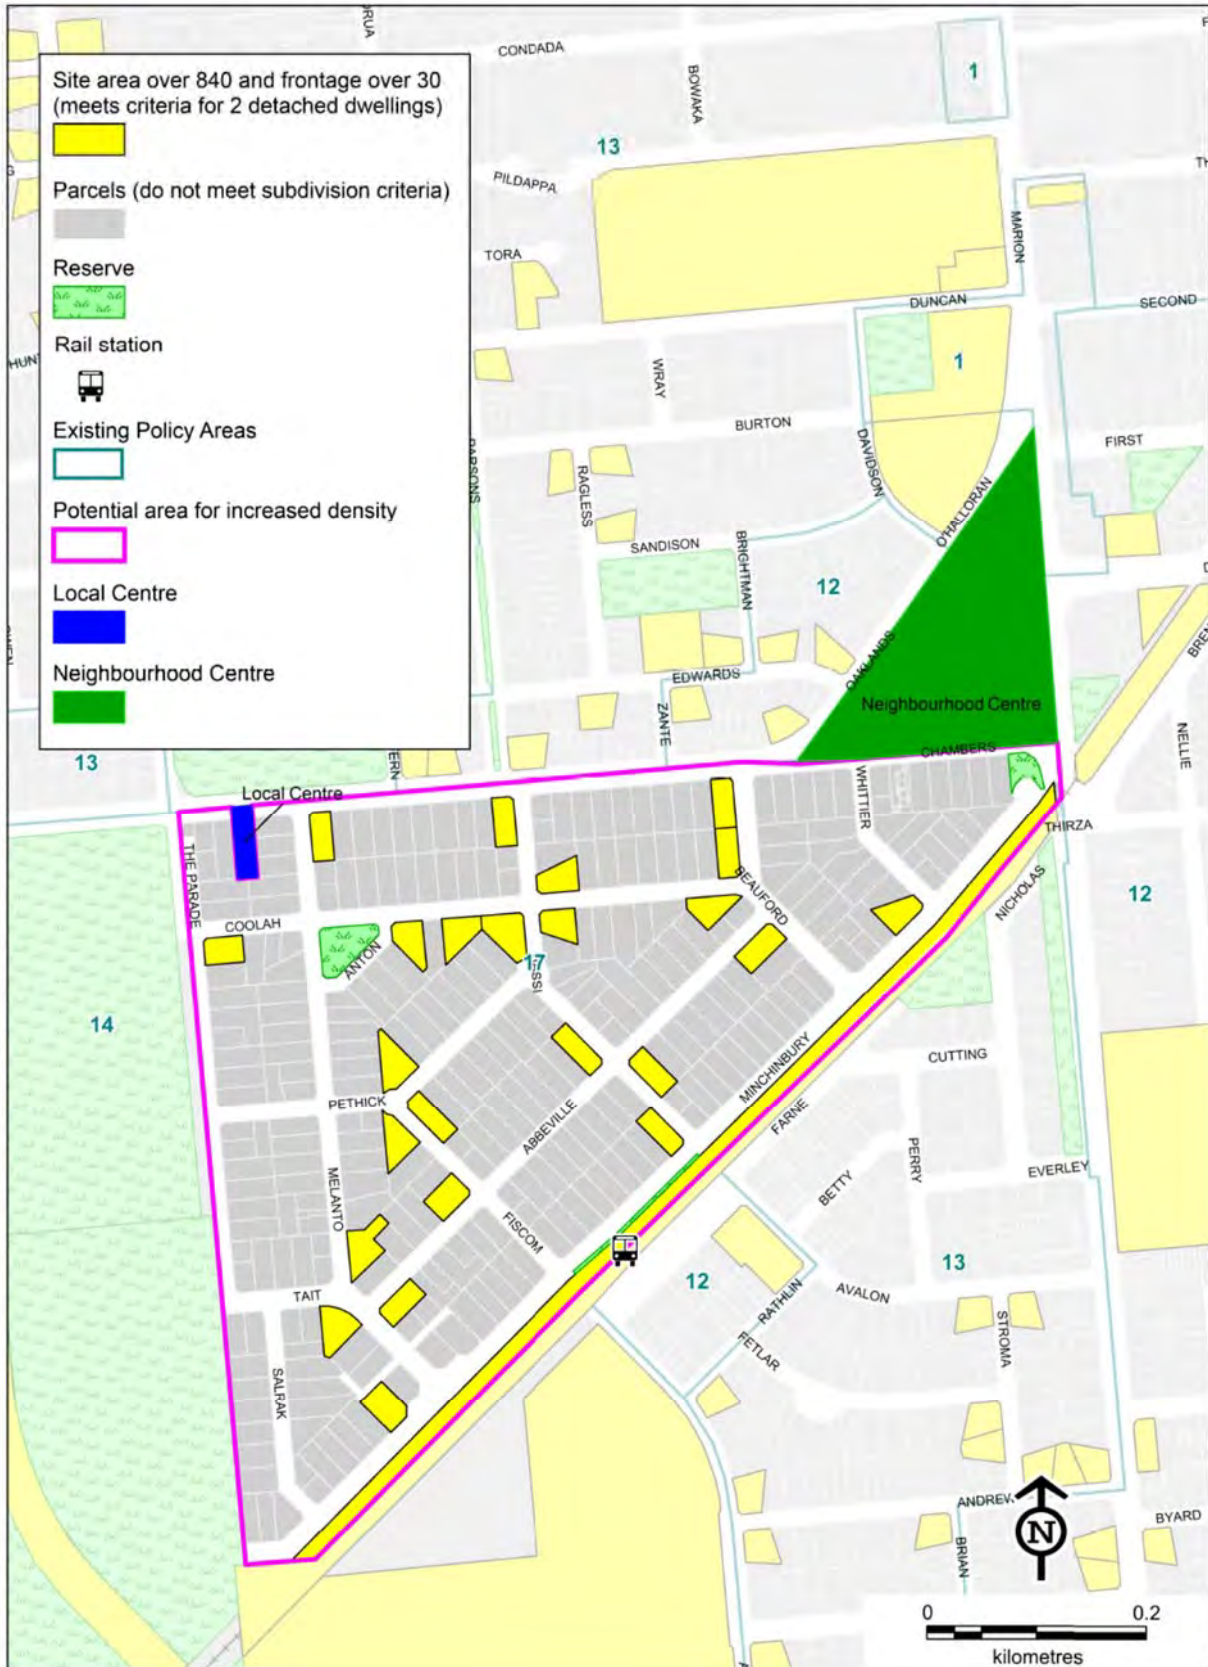 Site area over 840 and frontage over 30
(meets criteria for 2 detached dwellings)
Parcels (do not meet subdivision criteria)
Reserve
Rail station
Existing Policy Areas
Potential area for increased density
Local Centre
Neighbourhood Centre
CONDADA
BOWAKA
1
13
PILDAPPA
MARION
TORA
DUNCAN
SECOND
WRAY
1
BURTON
DAVIDSON
FIRST
PARSONS
RAGLESS
O'HALLORAN
SANDISON
BRIGHTMAN
12
OAKLANDS
EDWARDS
Neighbourhood Centre
ZANTE
NELLIE
13
CHAMBERS
Local Centre
WHITTIER
THIRZA
THE PARADE
COOLAH
BEAUFORD
NICHOLAS
12
ANTON
17
14
MINCHINBURY
CUTTING
PETHICK
ABBEVILLE
FARNE
PERRY
EVERLEY
BETTY
MELANTO
FISCOM
12
13
TAIT
RATHLIN
AVALON
STROMA
FETLAR
SALRAK
ANDREW
BYARD
BRIAN
N
0 0.2
kilometres